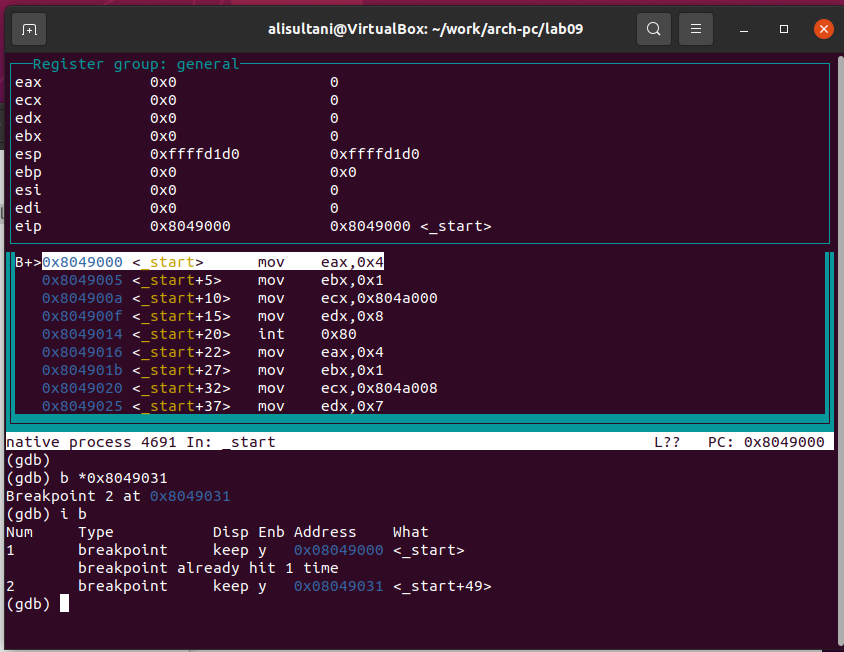 alisultani@VirtualBox: ~/work/arch-pc/lab09
Register group: general
eax 0x0 0
ecx 0x0 0
edx 0x0 0
ebx 0x0 0
esp 0xffffd1d0 0xffffd1d0
ebp 0x0 0x0
esi 0x0 0
edi 0x0 0
eip 0x8049000 0x8049000 <_start>
B+>0x8049000 <_start> mov eax,0x4
0x8049005 <_start+5> mov ebx,0x1
0x804900a <_start+10> mov ecx,0x804a000
0x804900f <_start+15> mov edx,0x8
0x8049014 <_start+20> int 0x80
0x8049016 <_start+22> mov eax,0x4
0x804901b <_start+27> mov ebx,0x1
0x8049020 <_start+32> mov ecx,0x804a008
0x8049025 <_start+37> mov edx,0x7
native process 4691 In: _start L?? PC: 0x8049000
(gdb)
(gdb) b *0x8049031
Breakpoint 2 at 0x8049031
(gdb) i b
Num Type Disp Enb Address What
1 breakpoint keep y 0x08049000 <_start>
breakpoint already hit 1 time
2 breakpoint keep y 0x08049031 <_start+49>
(gdb)